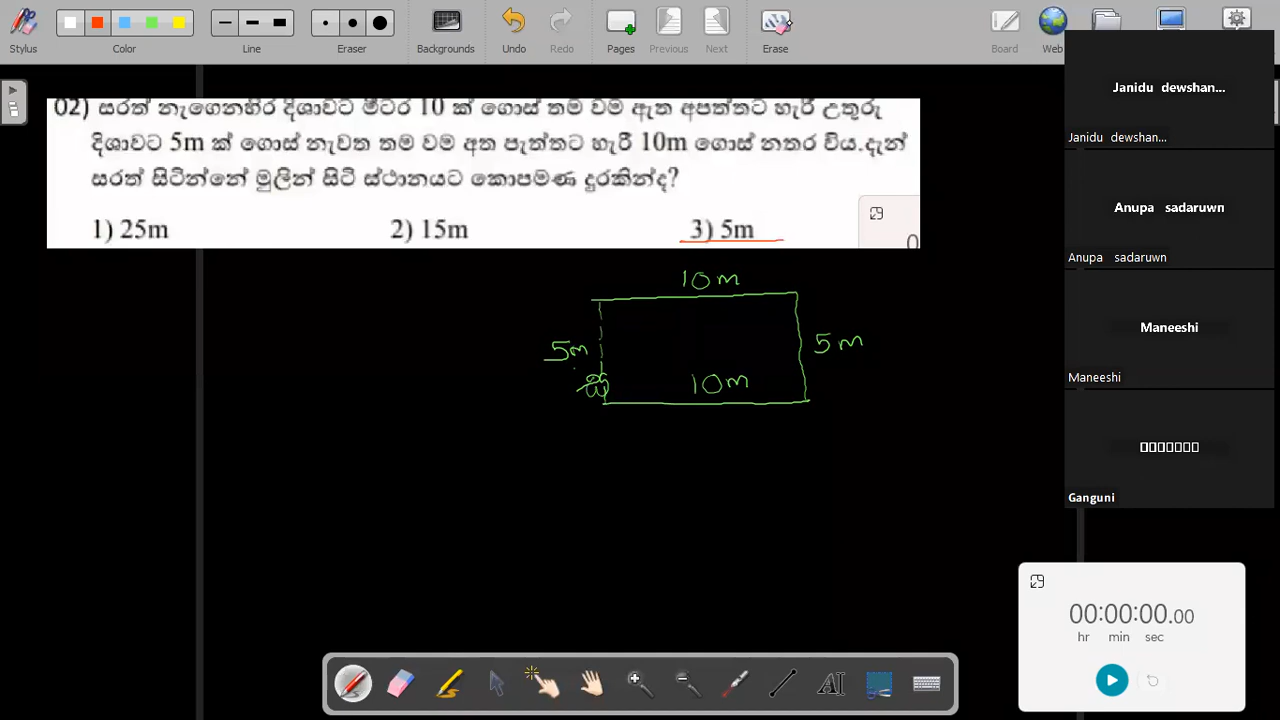 Stylus
Color
Line
Eraser
Backgrounds
Undo
Redo
Pages
Previous
Next
Erase
Board
Web
02) සරත් නැගෙනහිර දිශාවට මීටර 10 ක් ගොස් තම වම් ඇත අපත්තට හැරී උතුරු
දිශාවට 5m ක් ගොස් නැවත තම වම අත පැත්තට හැරී 10m ගොස් නතර විය.දැන්
සරත් සිටින්නේ මුලින් සිටි ස්ථානයට කොපමණ දුරකින්ද?
1) 25m 2) 15m 3) 5m
10m
5m
5m
10m
Janidu dewshan...
Janidu dewshan...
Anupa sadaruwn
Anupa sadaruwn
Maneeshi
Maneeshi
Ganguni
00:00:00.00
hr min sec